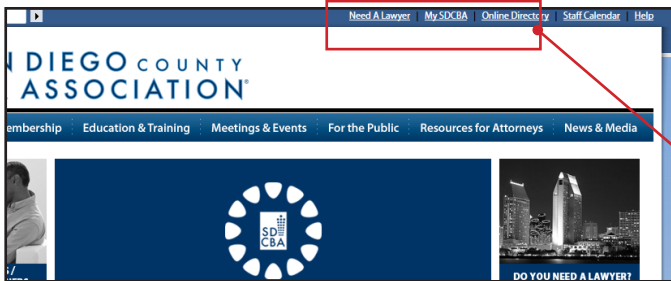 Need A Lawyer | My SDCBA | Online Directory | Staff Calendar | Help
DIEGO COUNTY
ASSOCIATION®
embership Education & Training Meetings & Events For the Public Resources for Attorneys News & Media
SD
CBA
DO YOU NEED A LAWYER?